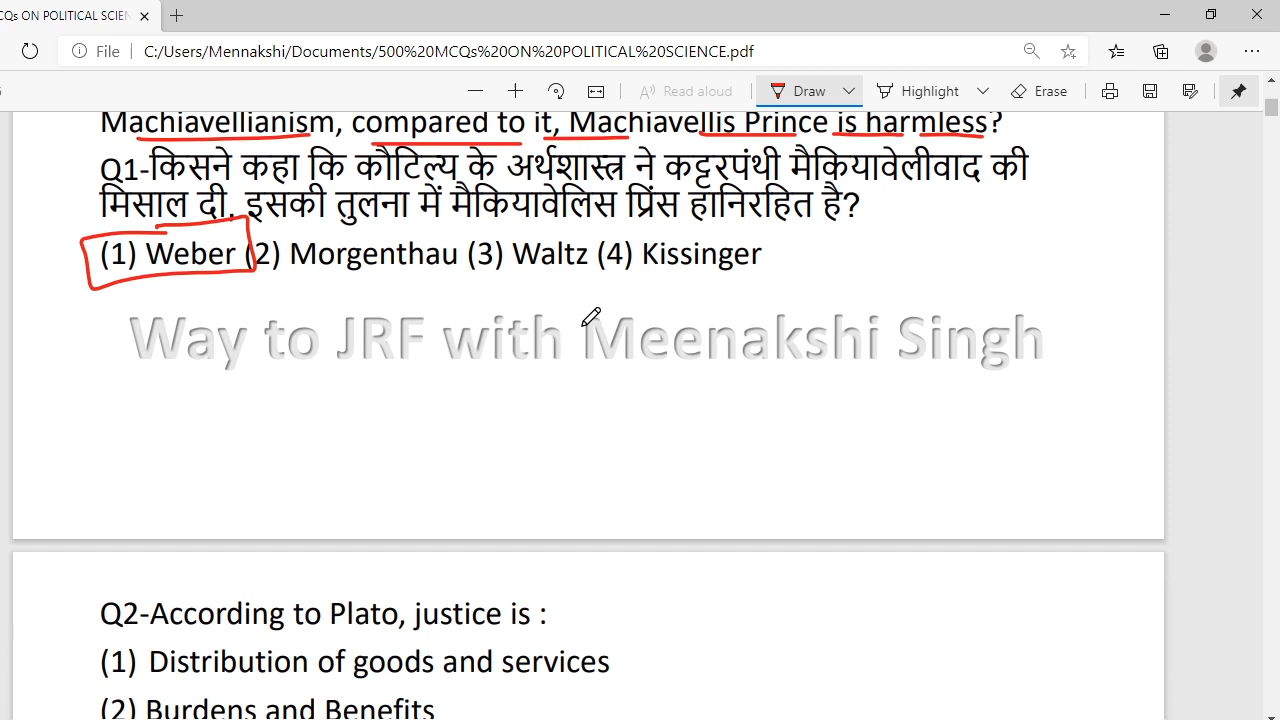 CQs ON POLITICAL SCIEN
File C:/Users/Mennakshi/Documents/500%20MCQs%20ON%20POLITICAL%20SCIENCE.pdf
Read aloud Draw Highlight Erase
Machiavellianism, compared to it, Machiavellis Prince is harmless?
Q1-किसने कहा कि कौटिल्य के अर्थशास्त्र ने कट्टरपंथी मैकियावेलीवाद की
मिसाल दी. इसकी तुलना में मैकियावेलिस प्रिंस हानिरहित है?
(1) Weber (2) Morgenthau (3) Waltz (4) Kissinger
Way to JRF with Meenakshi Singh
Q2-According to Plato, justice is :
(1) Distribution of goods and services
(2) Burdens and Benefits